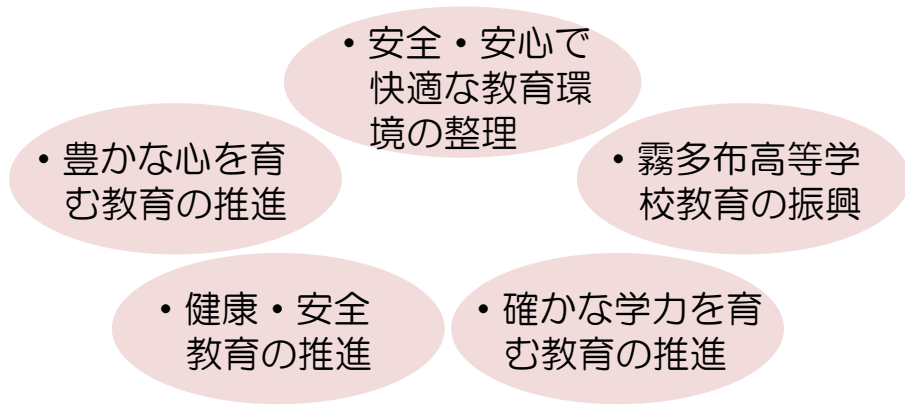 ・安全・安心で
快適な教育環
境の整理
・豊かな心を育
む教育の推進
・霧多布高等学
校教育の振興
・健康・安全
教育の推進
・確かな学力を育
む教育の推進